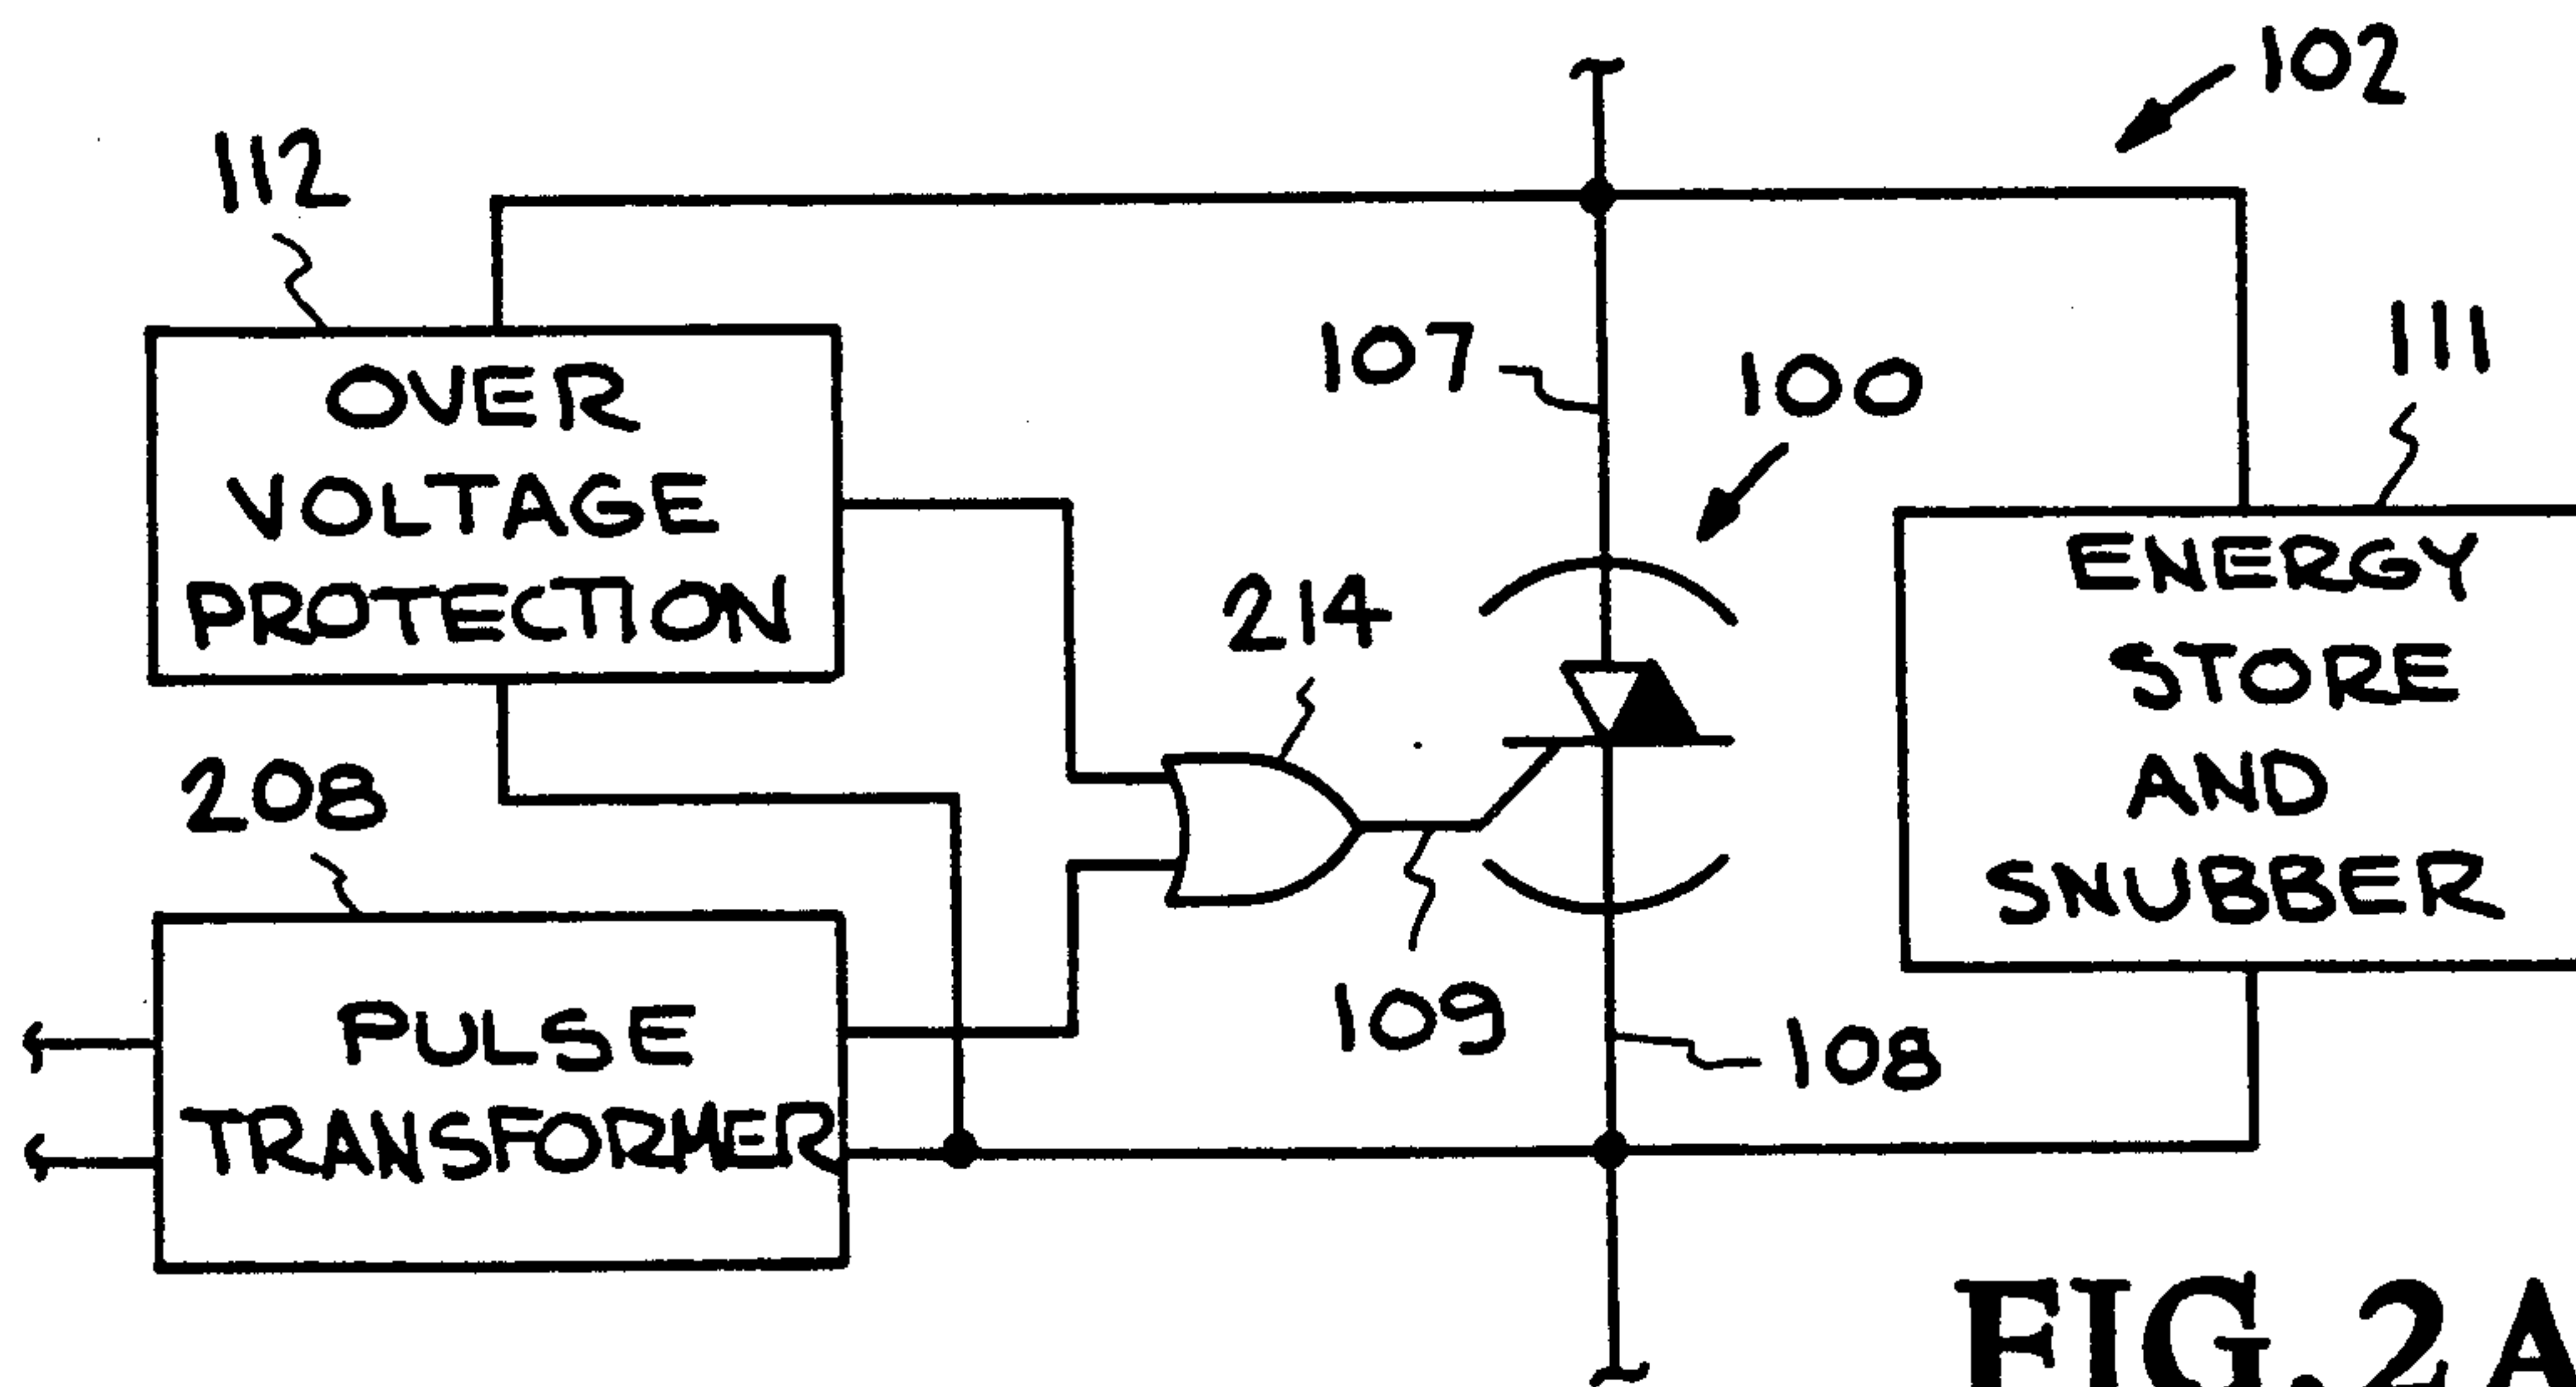 102
112
107
100
111
OVER
VOLTAGE
PROTECTION
ENERGY
STORE
AND
SNUBBER
214
208
109
108
PULSE
TRANSFORMER
FIG.2A